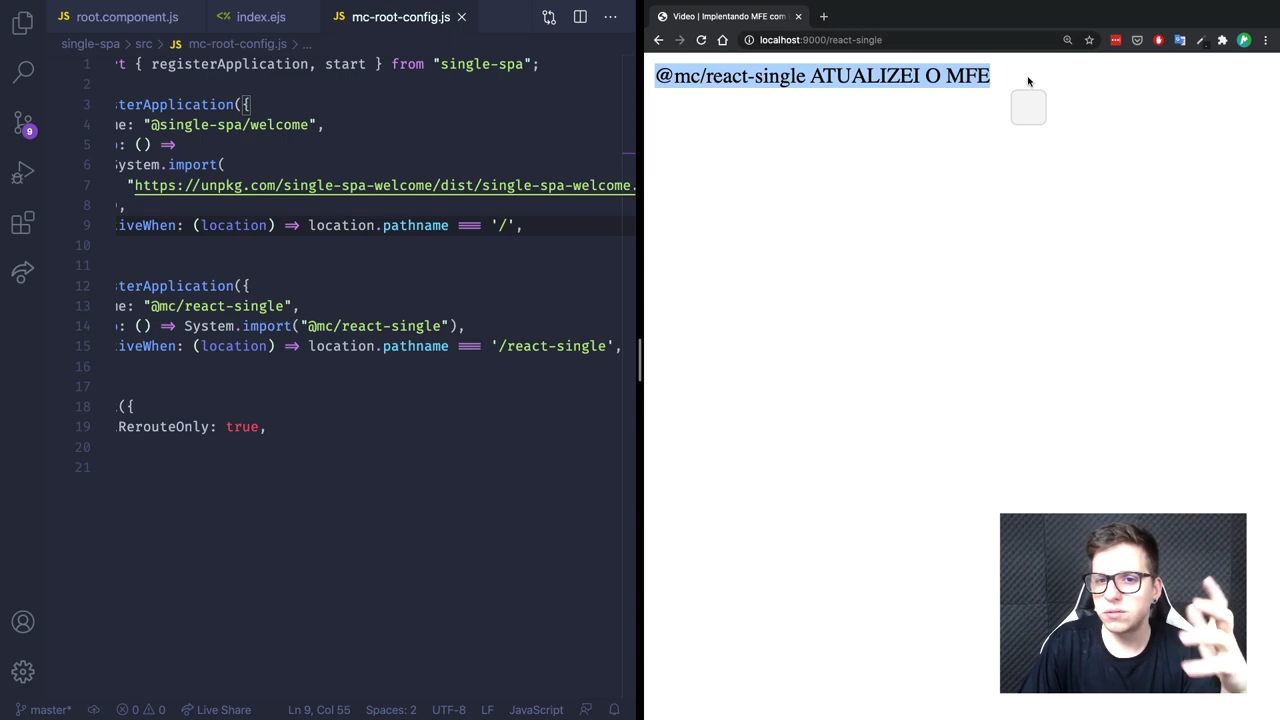 root.component.js
index.ejs
mc-root-config.js
single-spa > src > mc-root-config.js > ...
1 t { registerApplication, start } from "single-spa";
2
3 terApplication({
4 me: "@single-spa/welcome",
5 : () =>
6 System.import(
7 "https://unpkg.com/single-spa-welcome/dist/single-spa-welcome.
8 ,
9 iveWhen: (location) => location.pathname === '/',
10
11
12 terApplication({
13 me: "@mc/react-single",
14 : () => System.import("@mc/react-single"),
15 iveWhen: (location) => location.pathname === '/react-single',
16
17
18 ({
19 RerouteOnly: true,
20
21
9
master* 0 0 Live Share Ln 9, Col 55 Spaces: 2 UTF-8 LF JavaScript
Video | Implentando MFE com
localhost:9000/react-single
@mc/react-single ATUALIZEI O MFE